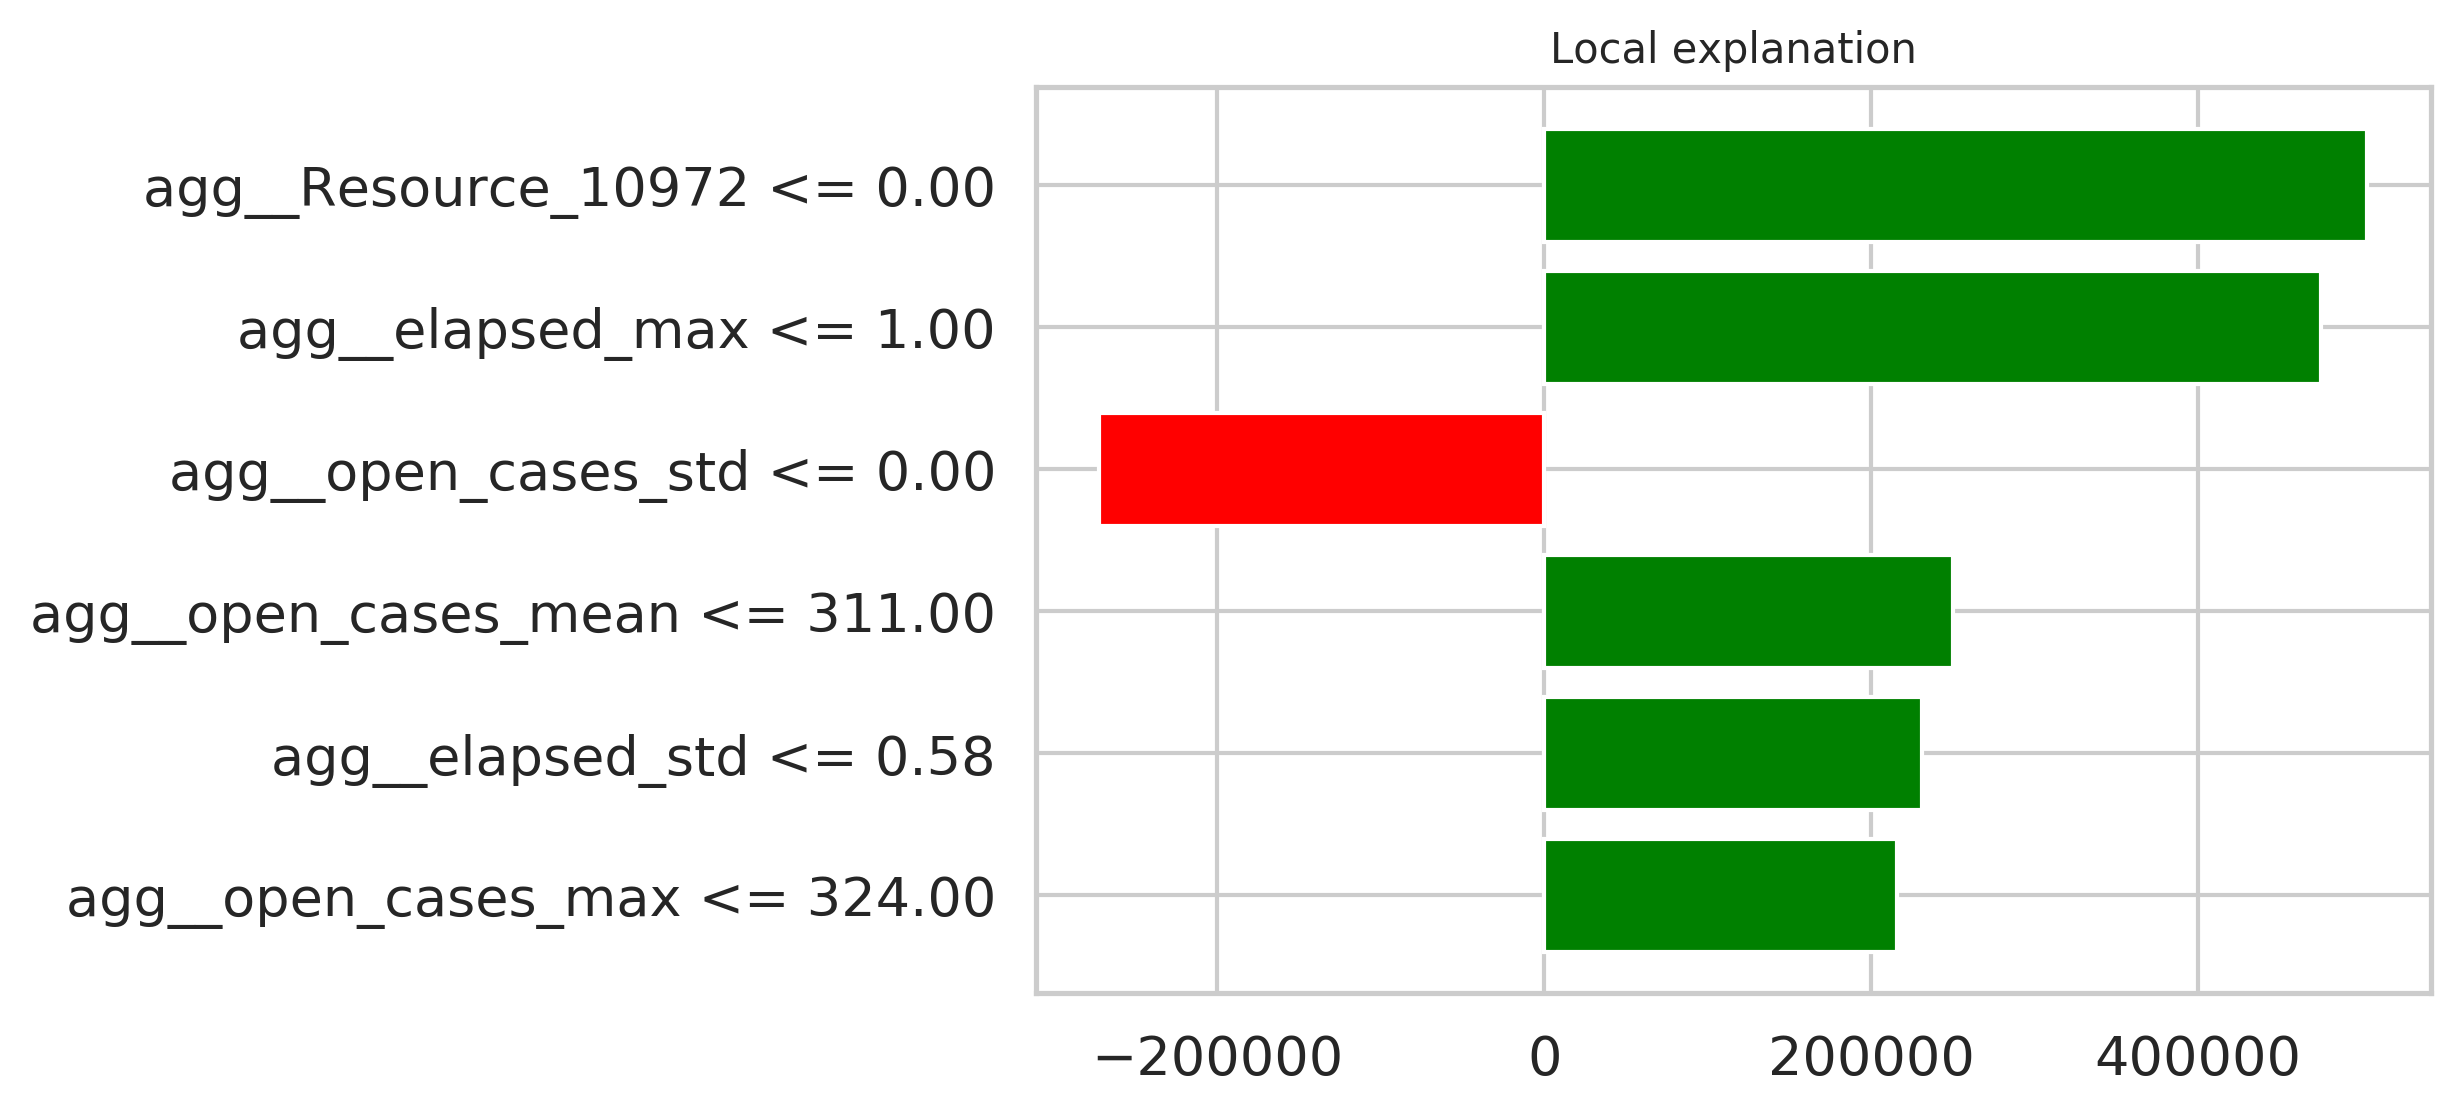 Local explanation
agg__Resource_10972 <= 0.00
agg__elapsed_max <= 1.00
agg__open_cases_std <= 0.00
agg__open_cases_mean <= 311.00
agg__elapsed_std <= 0.58
agg__open_cases_max <= 324.00
−200000 0 200000 400000